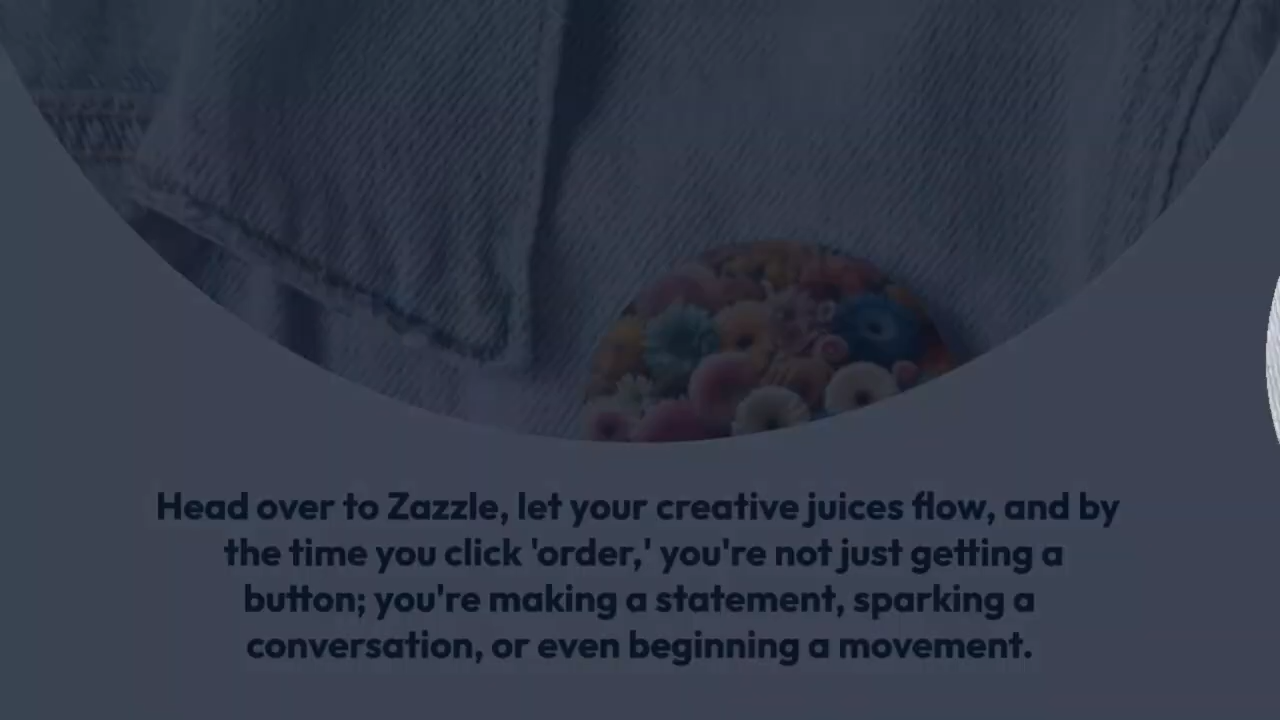 Head over to Zazzle, let your creative juices flow, and by
the time you click 'order,' you're not just getting a
button; you're making a statement, sparking a
conversation, or even beginning a movement.